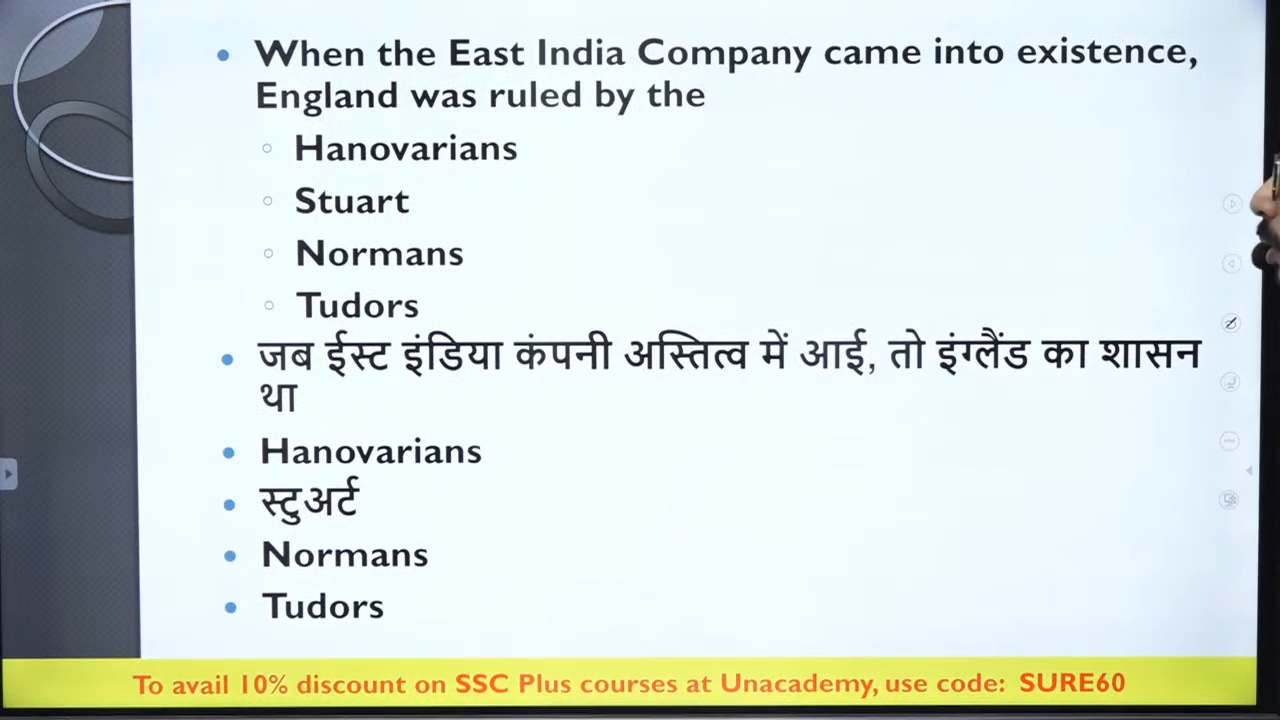 When the East India Company came into existence,
England was ruled by the
Hanovarians
Stuart
Normans
Tudors
जब ईस्ट इंडिया कंपनी अस्तित्व में आई, तो इंग्लैंड का शासन
था
Hanovarians
स्टुअर्ट
Normans
Tudors
To avail 10% discount on SSC Plus courses at Unacademy, use code: SURE60